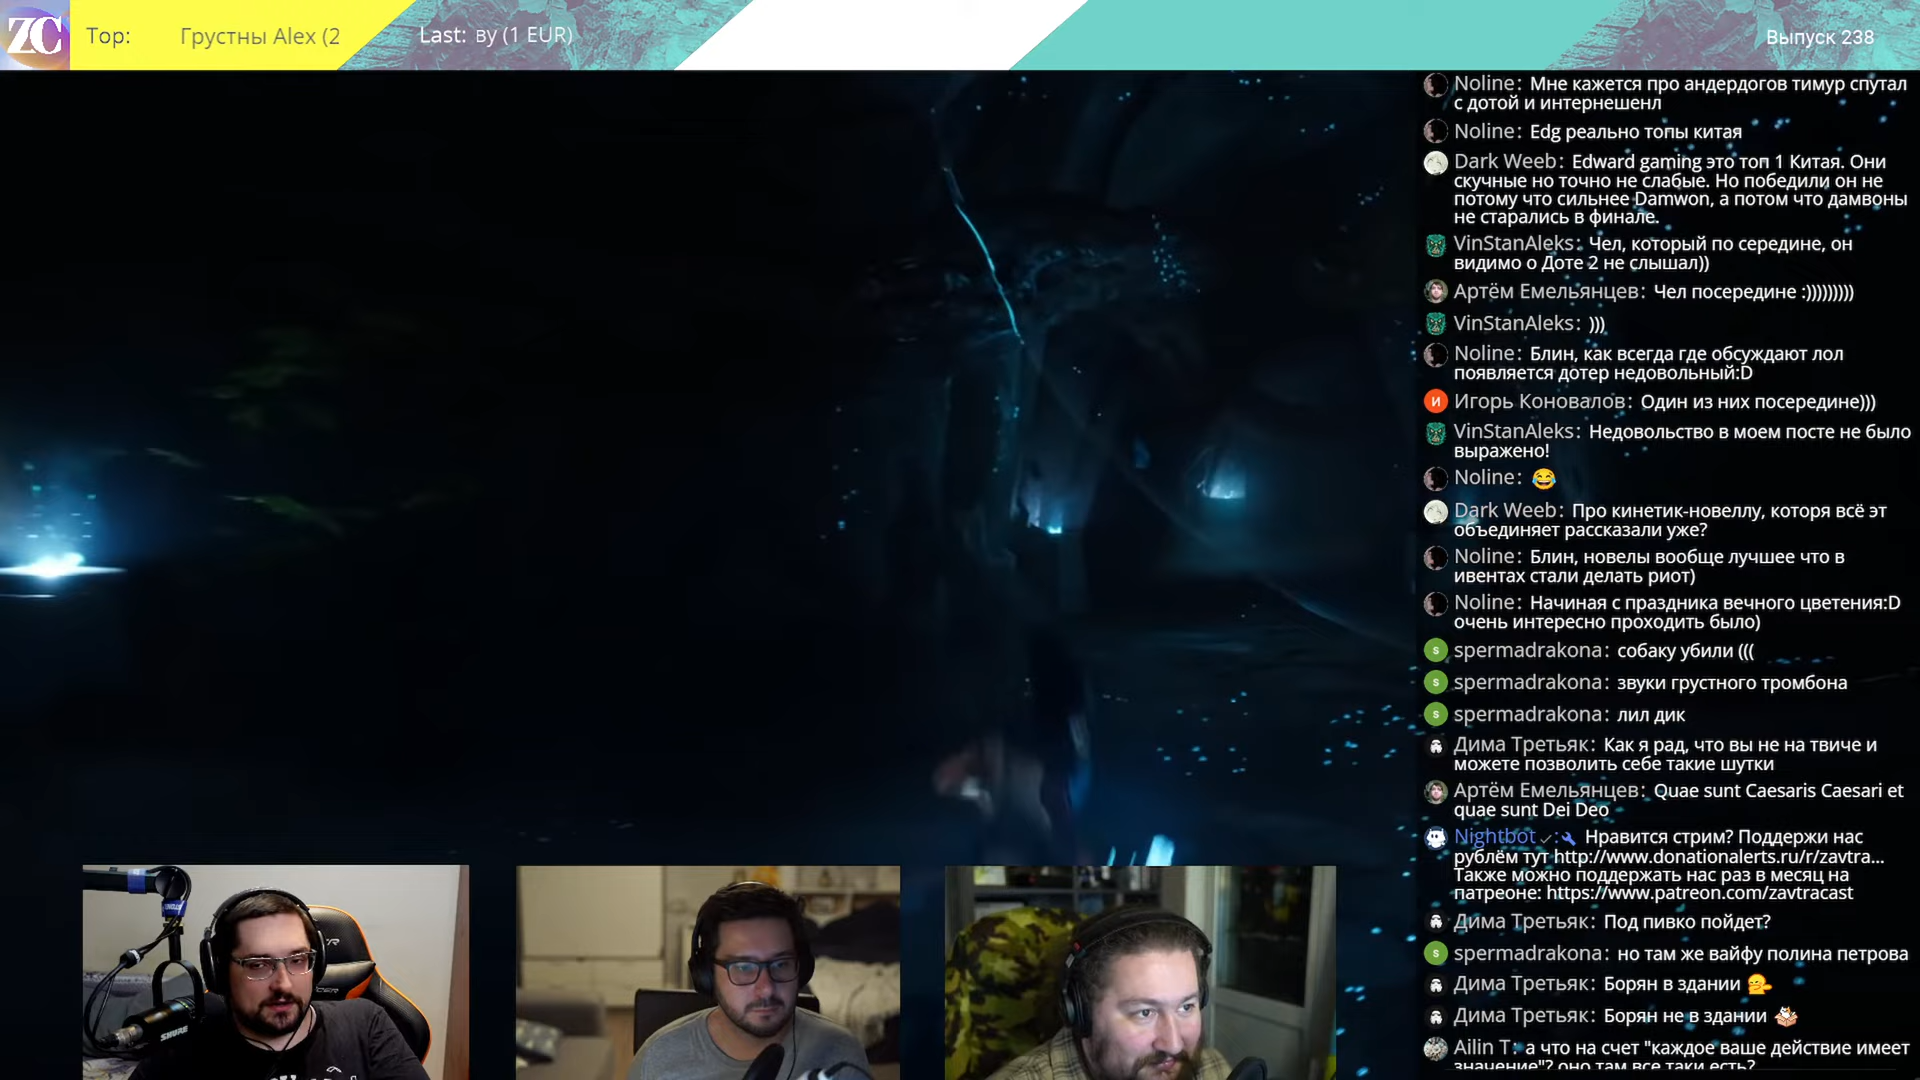 ZC
Top:
Грустны Alex (2
Last: ву (1 EUR)
Выпуск 238
Noline: Мне кажется про андердогов тимур спутал
с дотой и интернешенл
Noline: Edg реально топы китая
Dark Weeb: Edward gaming это топ 1 Китая. Они
скучные но точно не слабые. Но победили он не
потому что сильнее Damwon, а потом что дамвоны
не старались в финале.
VinStanAleks: Чел, который по середине, он
видимо о Доте 2 не слышал))
Артём Емельянцев: Чел посередине :)))))))))
VinStanAleks: )))
Noline: Блин, как всегда где обсуждают лол
появляется дотер недовольный:D
И
Игорь Коновалов: Один из них посередине)))
VinStanAleks: Недовольство в моем посте не было
выражено!
Noline: 😂
Dark Weeb: Про кинетик-новеллу, которя всё эт
объединяет рассказали уже?
Noline: Блин, новелы вообще лучшее что в
ивентах стали делать риот)
Noline: Начиная с праздника вечного цветения:D
очень интересно проходить было)
s
spermadrakona: собаку убили (((
s
spermadrakona: звуки грустного тромбона
s
spermadrakona: лил дик
Дима Третьяк: Как я рад, что вы не на твиче и
можете позволить себе такие шутки
Артём Емельянцев: Quae sunt Caesaris Caesari et
quae sunt Dei Deo
Nightbot ✓:🔧 Нравится стрим? Поддержи нас
рублём тут http://www.donationalerts.ru/r/zavtra...
Также можно поддержать нас раз в месяц на
патреоне: https://www.patreon.com/zavtracast
Дима Третьяк: Под пивко пойдет?
s
spermadrakona: но там же вайфу полина петрова
Дима Третьяк: Борян в здании
Дима Третьяк: Борян не в здании
Ailin T: а что на счет "каждое ваше действие имеет
значение"? оно там все таки есть?
SHURE